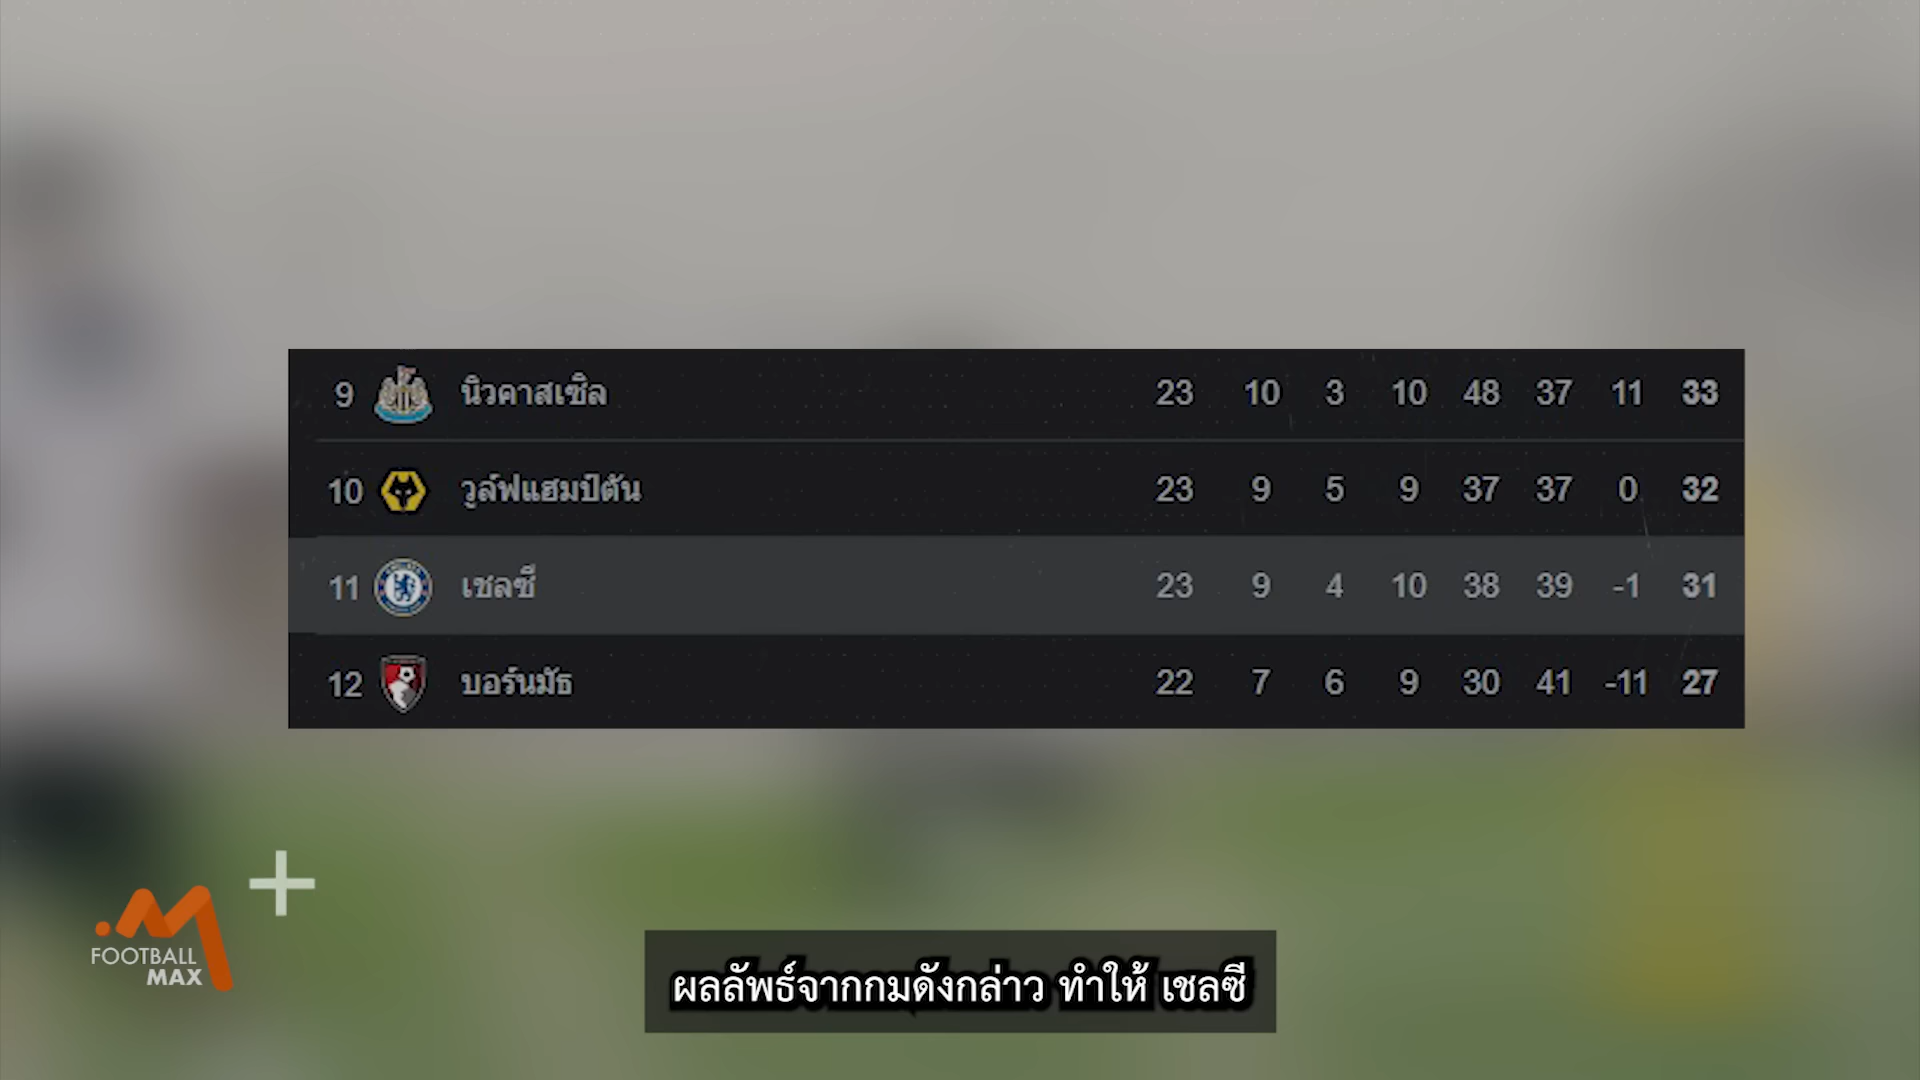 9 นิวคาสเซิ่ล 23 10 3 10 48 37 11 33
10 วูล์ฟแฮมป์ตัน 23 9 5 9 37 37 0 32
11 เชลซี 23 9 4 10 38 39 -1 31
12 บอร์นมัธ 22 7 6 9 30 41 -11 27
FOOTBALL
MAX
ผลลัพธ์จากกมดังกล่าว ทำให้ เชลซี